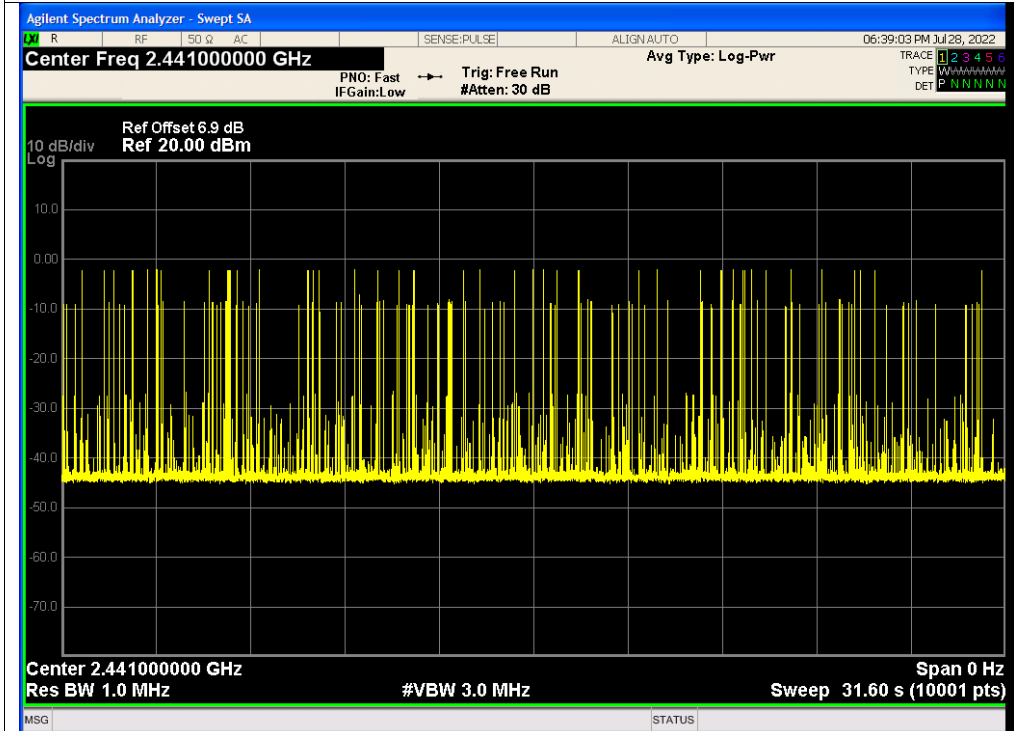 Agilent Spectrum Analyzer - Swept SA
LXI R RF 50 Ω AC SENSE:PULSE ALIGN AUTO 06:39:03 PM Jul 28, 2022
Center Freq 2.441000000 GHz Avg Type: Log-Pwr TRACE 1 2 3 4 5 6
PNO: Fast Trig: Free Run TYPE WWWWWW
IFGain:Low #Atten: 30 dB DET P N N N N N
Ref Offset 6.9 dB
10 dB/div Ref 20.00 dBm
Log
10.0
0.00
-10.0
-20.0
-30.0
-40.0
-50.0
-60.0
-70.0
Center 2.441000000 GHz Span 0 Hz
Res BW 1.0 MHz #VBW 3.0 MHz Sweep 31.60 s (10001 pts)
MSG STATUS